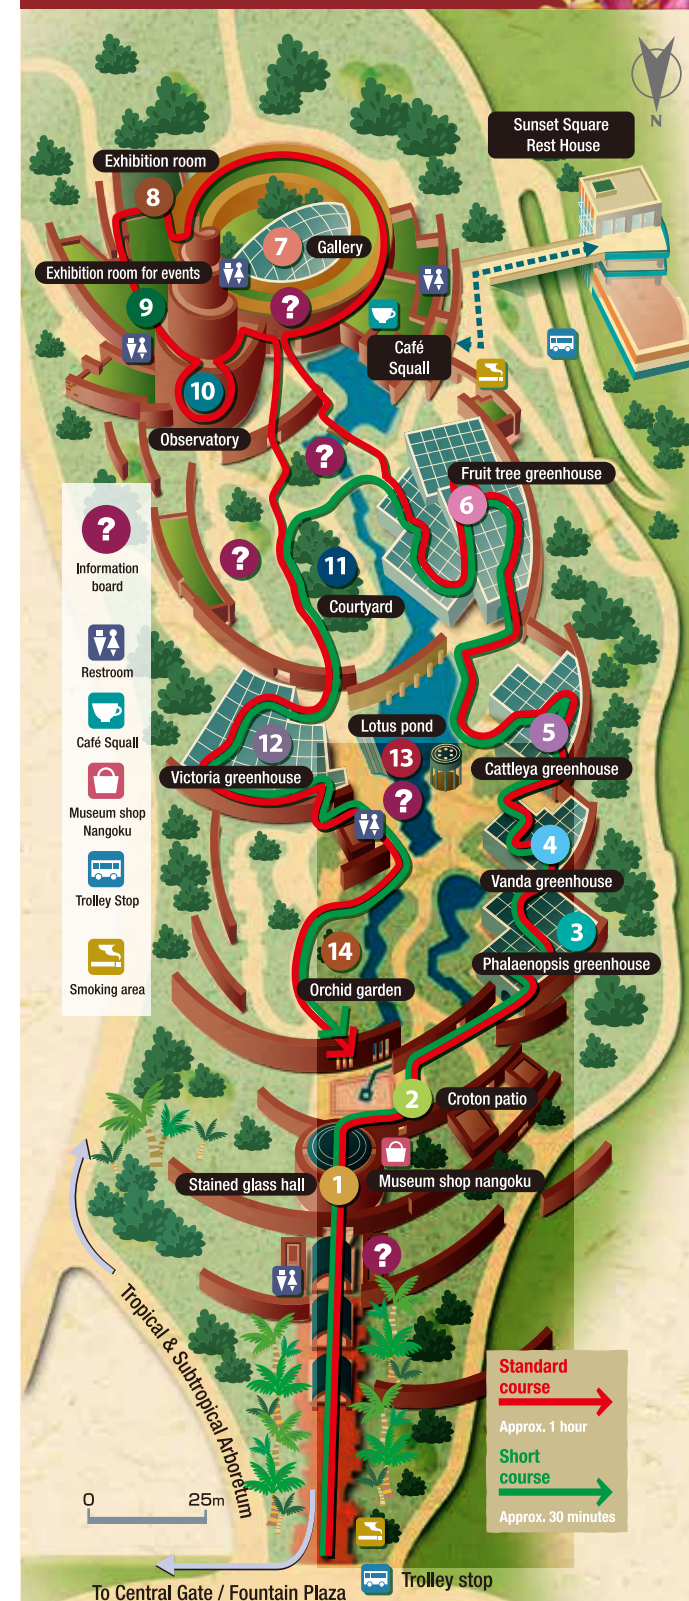 N
Sunset Square
Rest House
Exhibition room
8
7
Gallery
Exhibition room for events
9
?
Café
Squall
10
Observatory
?
Fruit tree greenhouse
6
?
Information
board
?
11
Courtyard
Restroom
Café Squall
Lotus pond
5
12
13
Cattleya greenhouse
Victoria greenhouse
?
Museum shop
Nangoku
4
Vanda greenhouse
Trolley Stop
3
14
Phalaenopsis greenhouse
Smoking area
Orchid garden
2
Croton patio
Stained glass hall
1
Museum shop nangoku
?
Tropical & Subtropical Arboretum
Standard
course
Approx. 1 hour
Short
course
Approx. 30 minutes
0
25m
Trolley stop
To Central Gate / Fountain Plaza